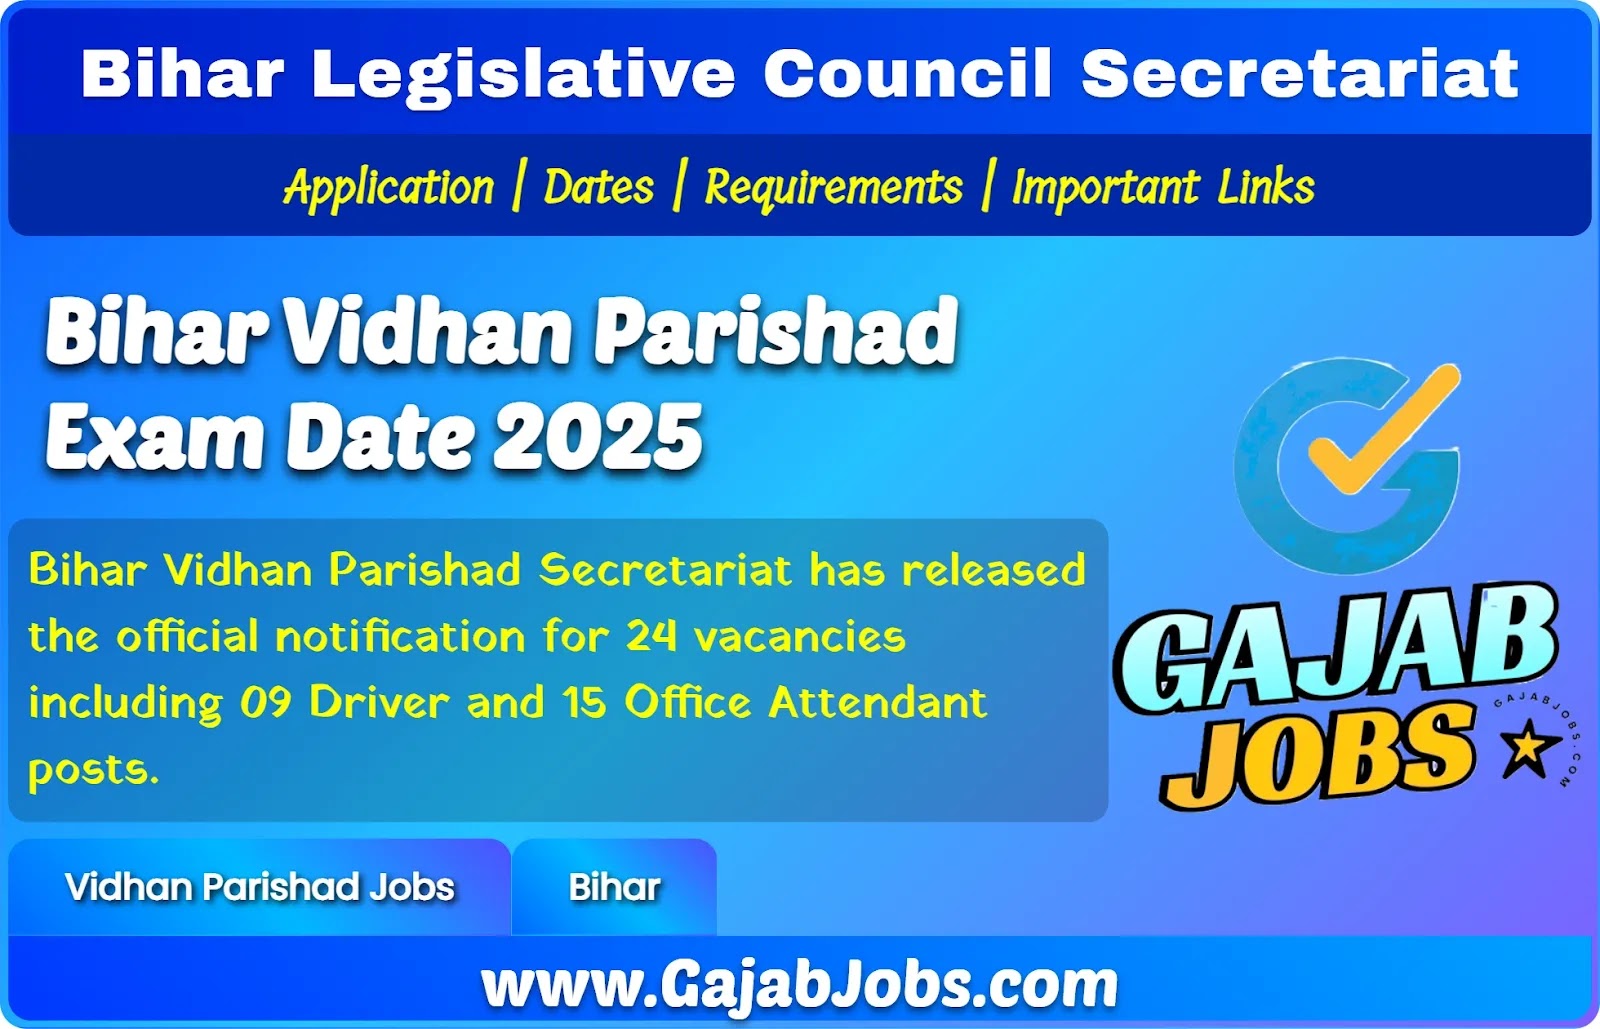 Bihar Legislative Council Secretariat
Application | Dates | Requirements | Important Links
Bihar Vidhan Parishad
Exam Date 2025
Bihar Vidhan Parishad Secretariat has released
the official notification for 24 vacancies
including 09 Driver and 15 Office Attendant
posts.
GAJAB
JOBS
GAJABJOBS.COM
Vidhan Parishad Jobs
Bihar
www.GajabJobs.com